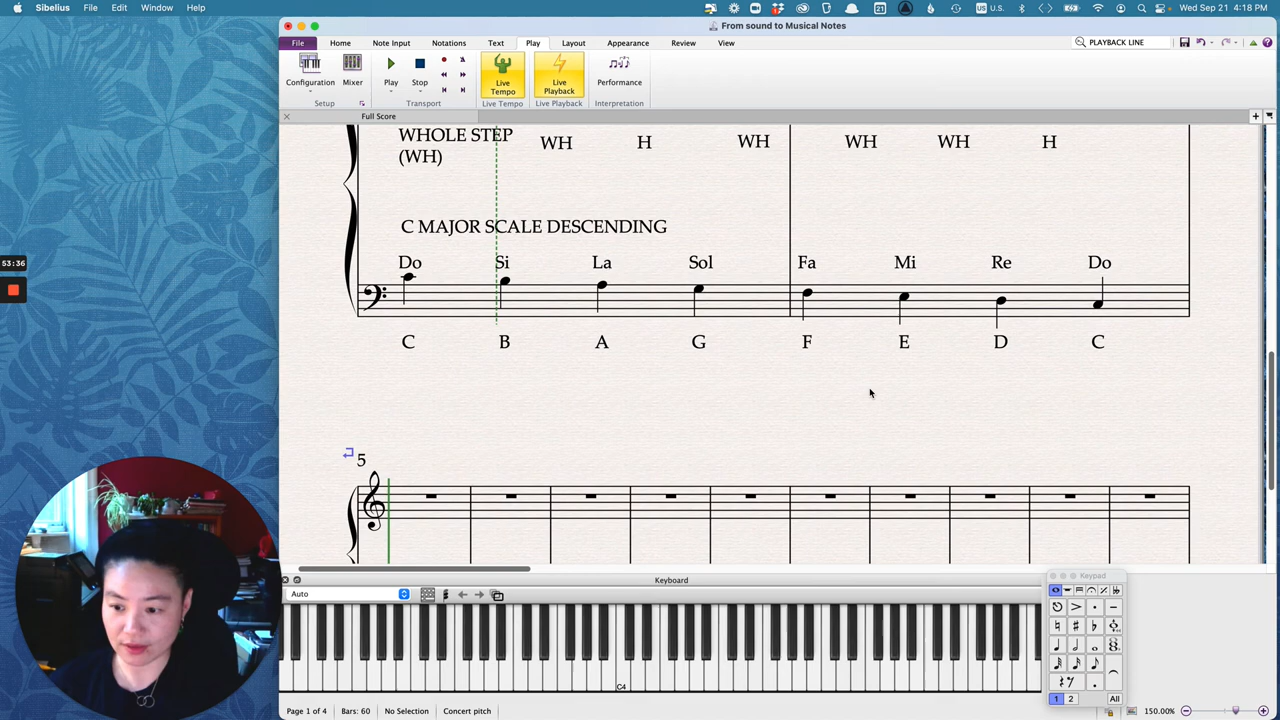 Sibelius File Edit Window Help
21 U.S. Wed Sep 21 4:18 PM
From sound to Musical Notes
File Home Note Input Notations Text Play Layout Appearance Review View PLAYBACK LINE
Configuration Mixer Play Stop Live Tempo Live Playback Performance
Setup Transport Live Tempo Live Playback Interpretation
Full Score
WHOLE STEP
(WH)
WH H WH WH WH H
C MAJOR SCALE DESCENDING
Do Si La Sol Fa Mi Re Do
C B A G F E D C
53:36
5
Keyboard
Auto
C4
Keypad
1 2 All
Page 1 of 4 Bars: 60 No Selection Concert pitch 150.00%